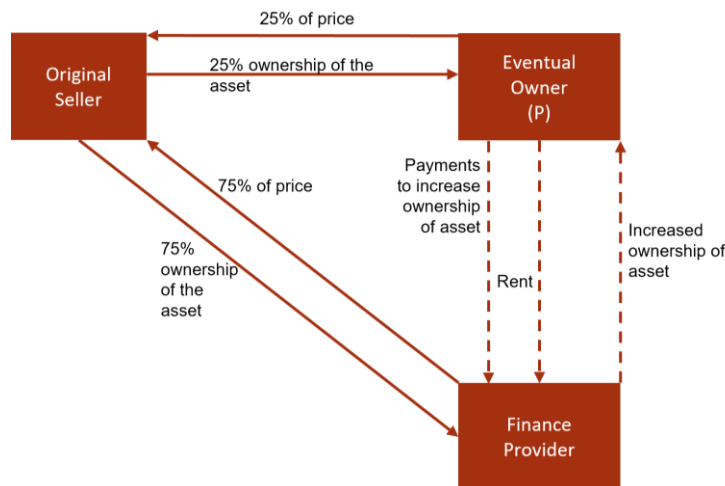 25% of price
Original
Seller
25% ownership of the
asset
Eventual
Owner
(P)
75% of price
Payments
to increase
ownership
of asset
Increased
ownership of
asset
75%
ownership
of the
asset
Rent
Finance
Provider